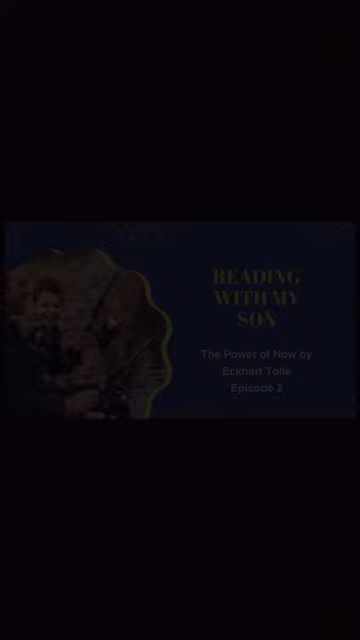 READING
WITH MY
SON
The Power of Now by
Eckhart Tolle
Episode 2